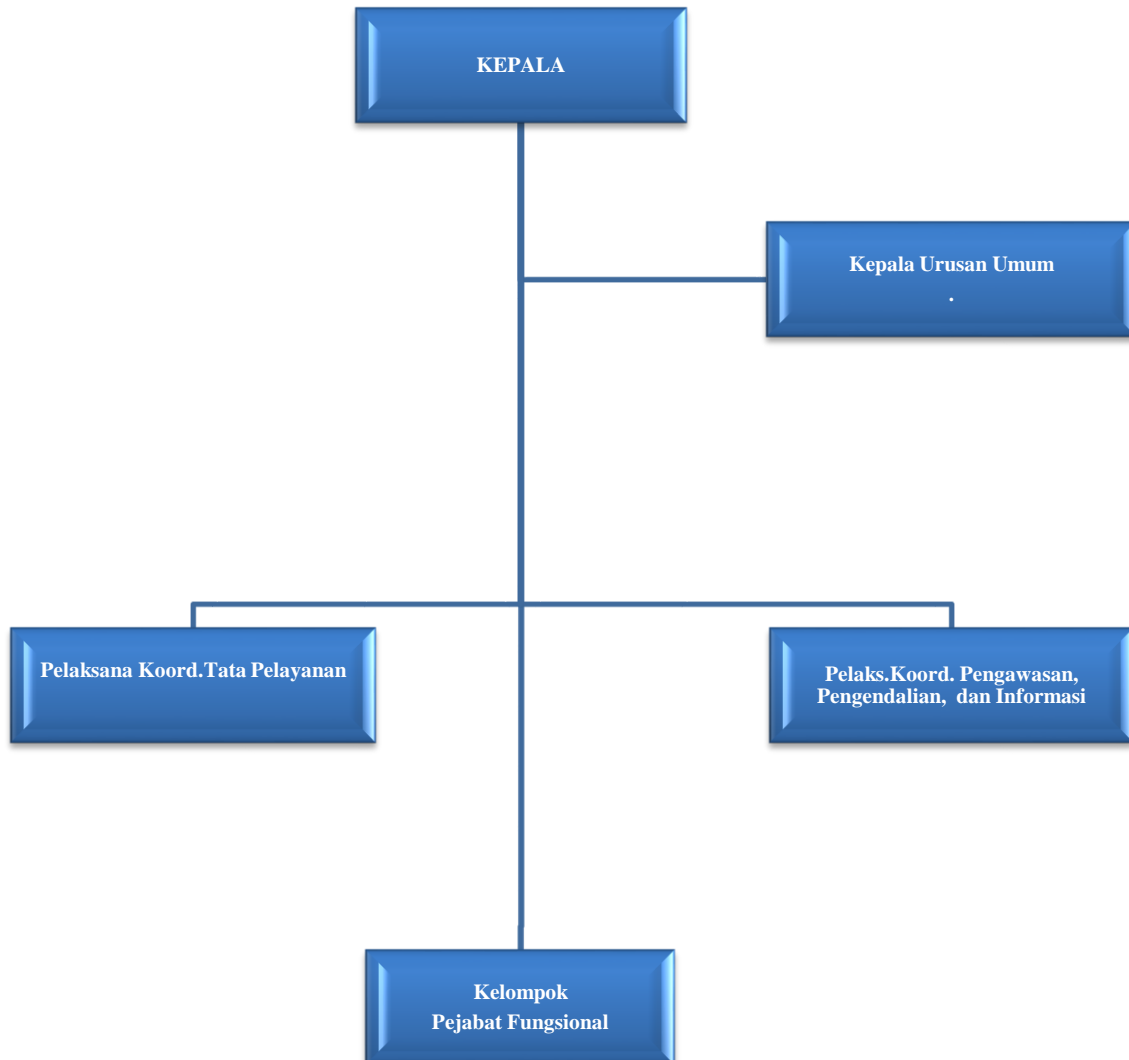 KEPALA
Kepala Urusan Umum
.
Pelaksana Koord.Tata Pelayanan
Pelaks.Koord. Pengawasan,
Pengendalian,  dan Informasi
Kelompok
Pejabat Fungsional